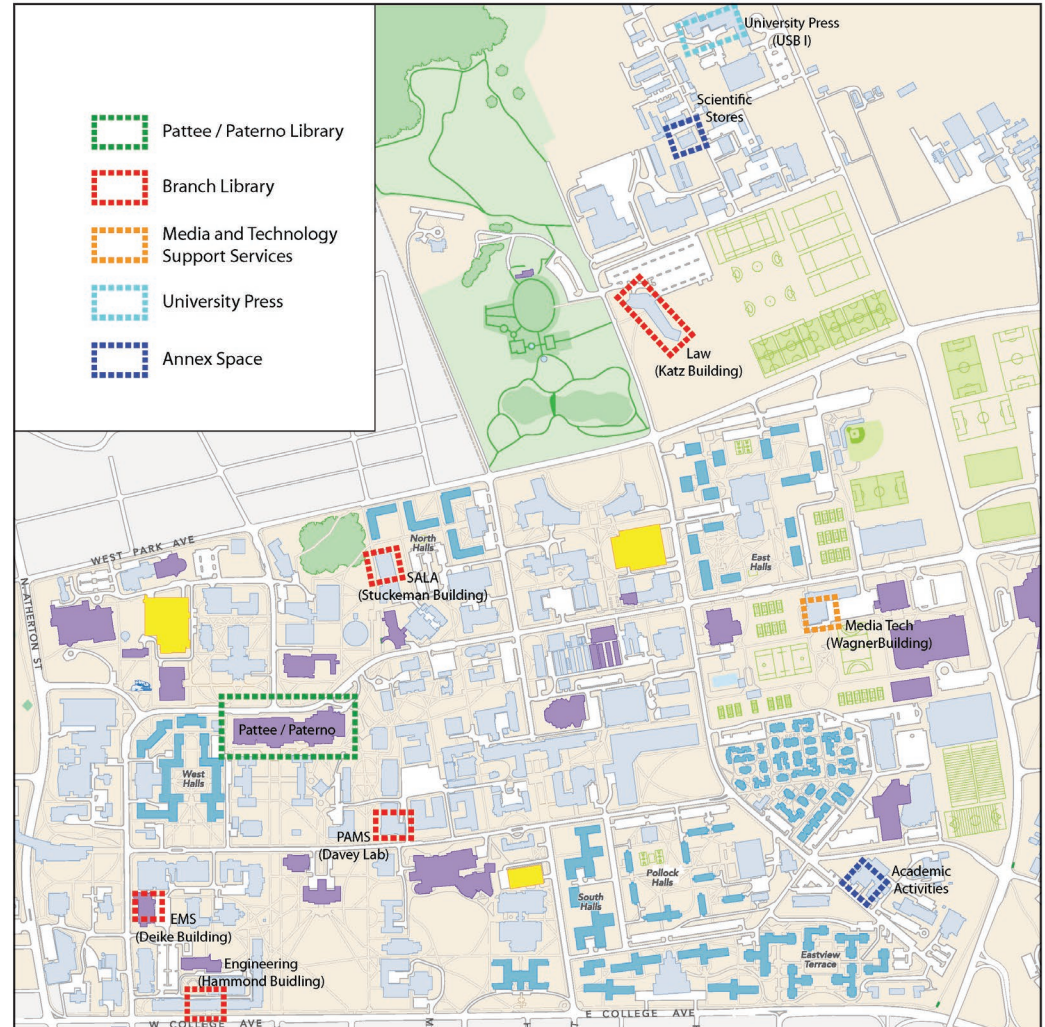 Pattee / Paterno Library
Branch Library
Media and Technology
Support Services
University Press
Annex Space
University Press
(USB I)
Scientific
Stores
Law
(Katz Building)
WEST PARK AVE
N ATHERTON ST
North
Halls
SALA
(Stuckeman Building)
East
Halls
Media Tech
(WagnerBuilding)
Pattee / Paterno
West
Halls
PAMS
(Davey Lab)
Pollock
Halls
South
Halls
Academic
Activities
EMS
(Deike Building)
Engineering
(Hammond Buidling)
Eastview
Terrace
W COLLEGE AVE
E COLLEGE AVE